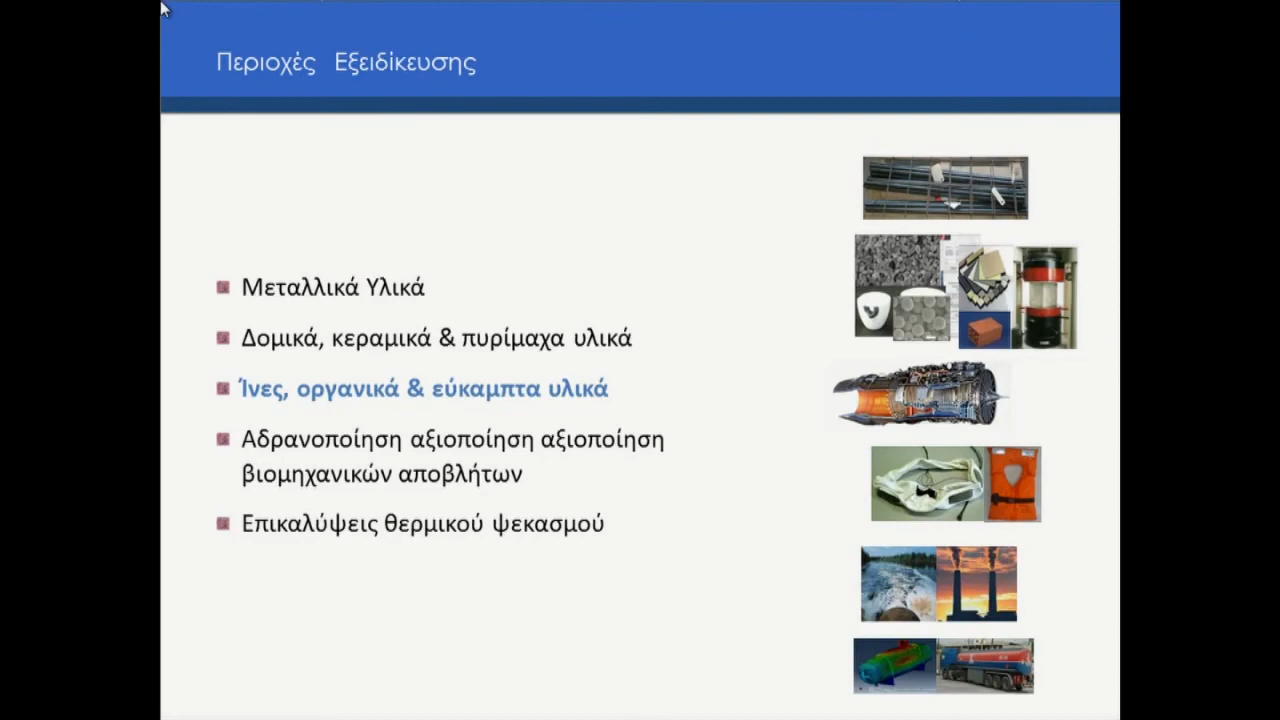 Περιοχές Εξειδίκευσης
Μεταλλικά Υλικά
Δομικά, κεραμικά & πυρίμαχα υλικά
Ίνες, οργανικά & εύκαμπτα υλικά
Αδρανοποίηση αξιοποίηση αξιοποίηση
βιομηχανικών αποβλήτων
Επικαλύψεις θερμικού ψεκασμού